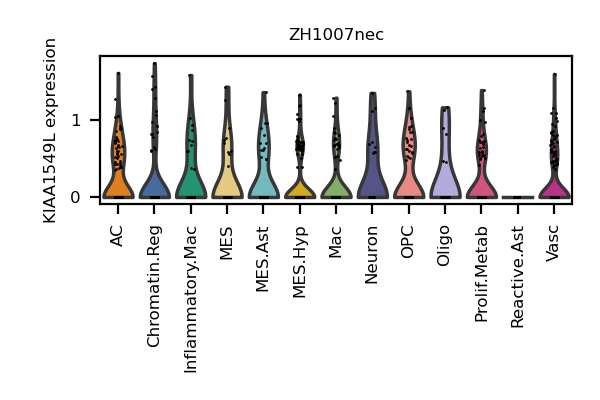 ZH1007nec
KIAA1549L expression
1
0
AC
Chromatin.Reg
Inflammatory.Mac
MES
MES.Ast
MES.Hyp
Mac
Neuron
OPC
Oligo
Prolif.Metab
Reactive.Ast
Vasc